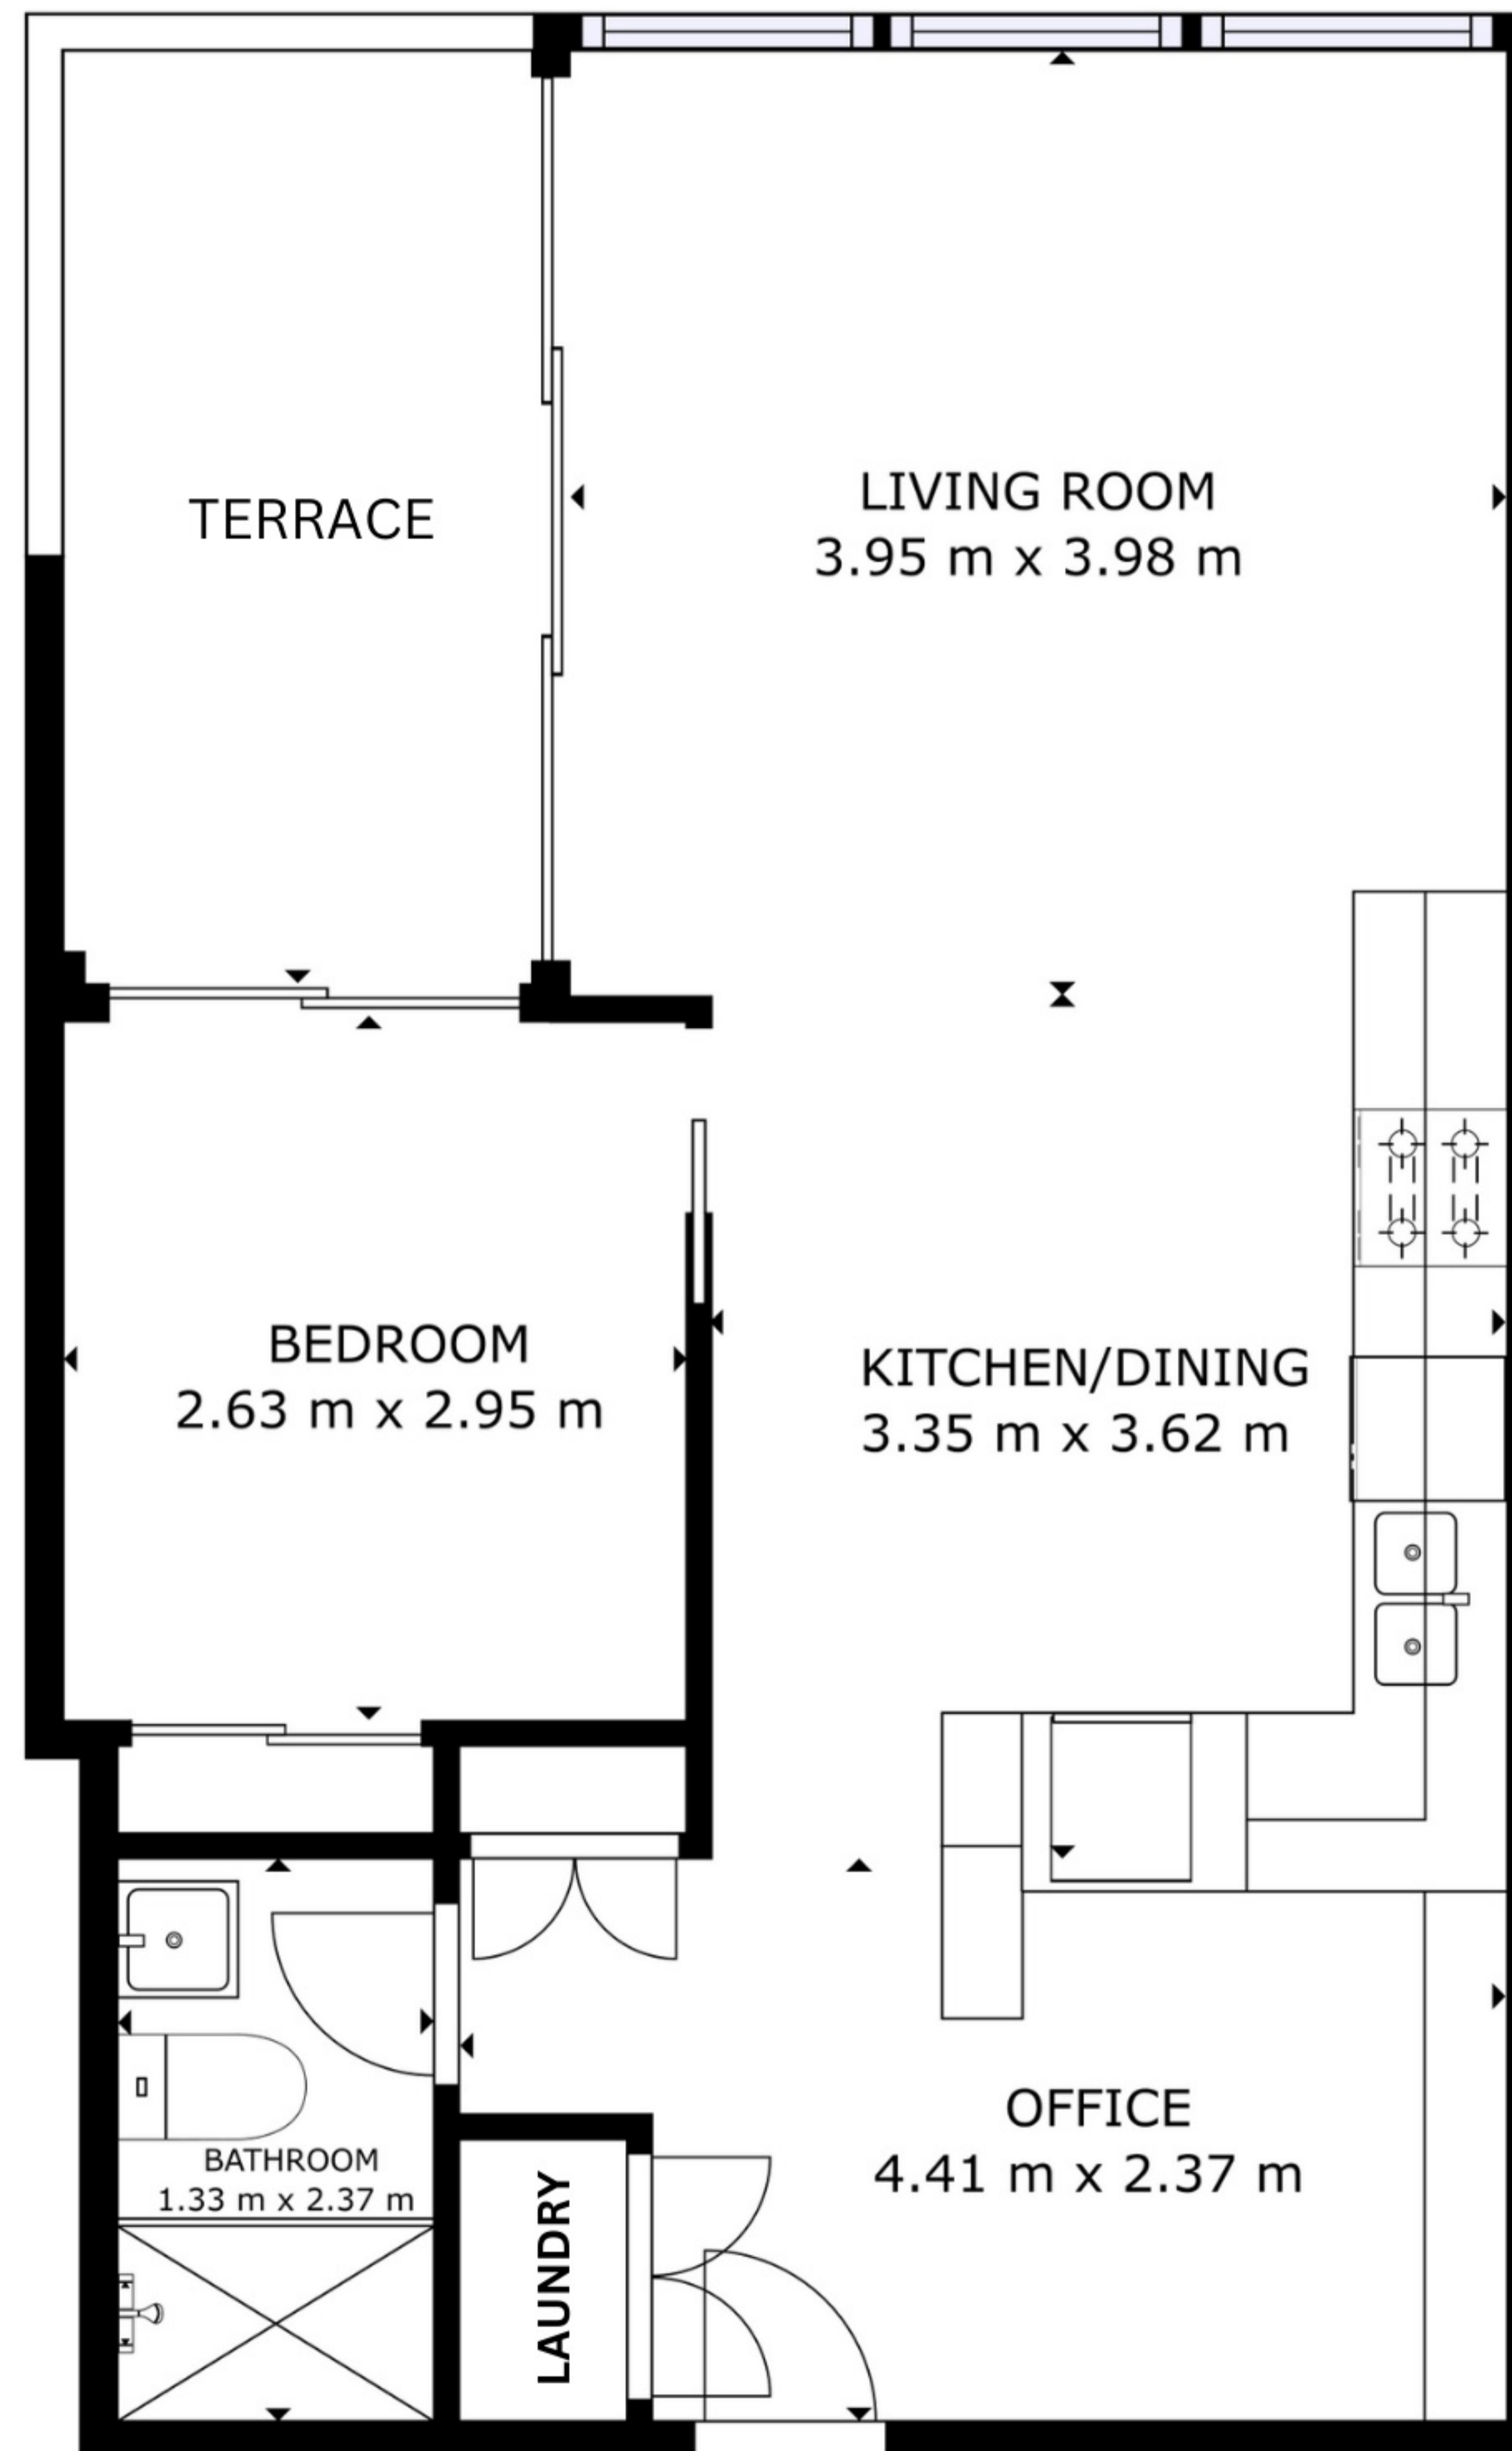 LIVING ROOM
3.95 m x 3.98 m
TERRACE
BEDROOM
2.63 m x 2.95 m
KITCHEN/DINING
3.35 m x 3.62 m
OFFICE
4.41 m x 2.37 m
BATHROOM
1.33 m x 2.37 m
LAUNDRY